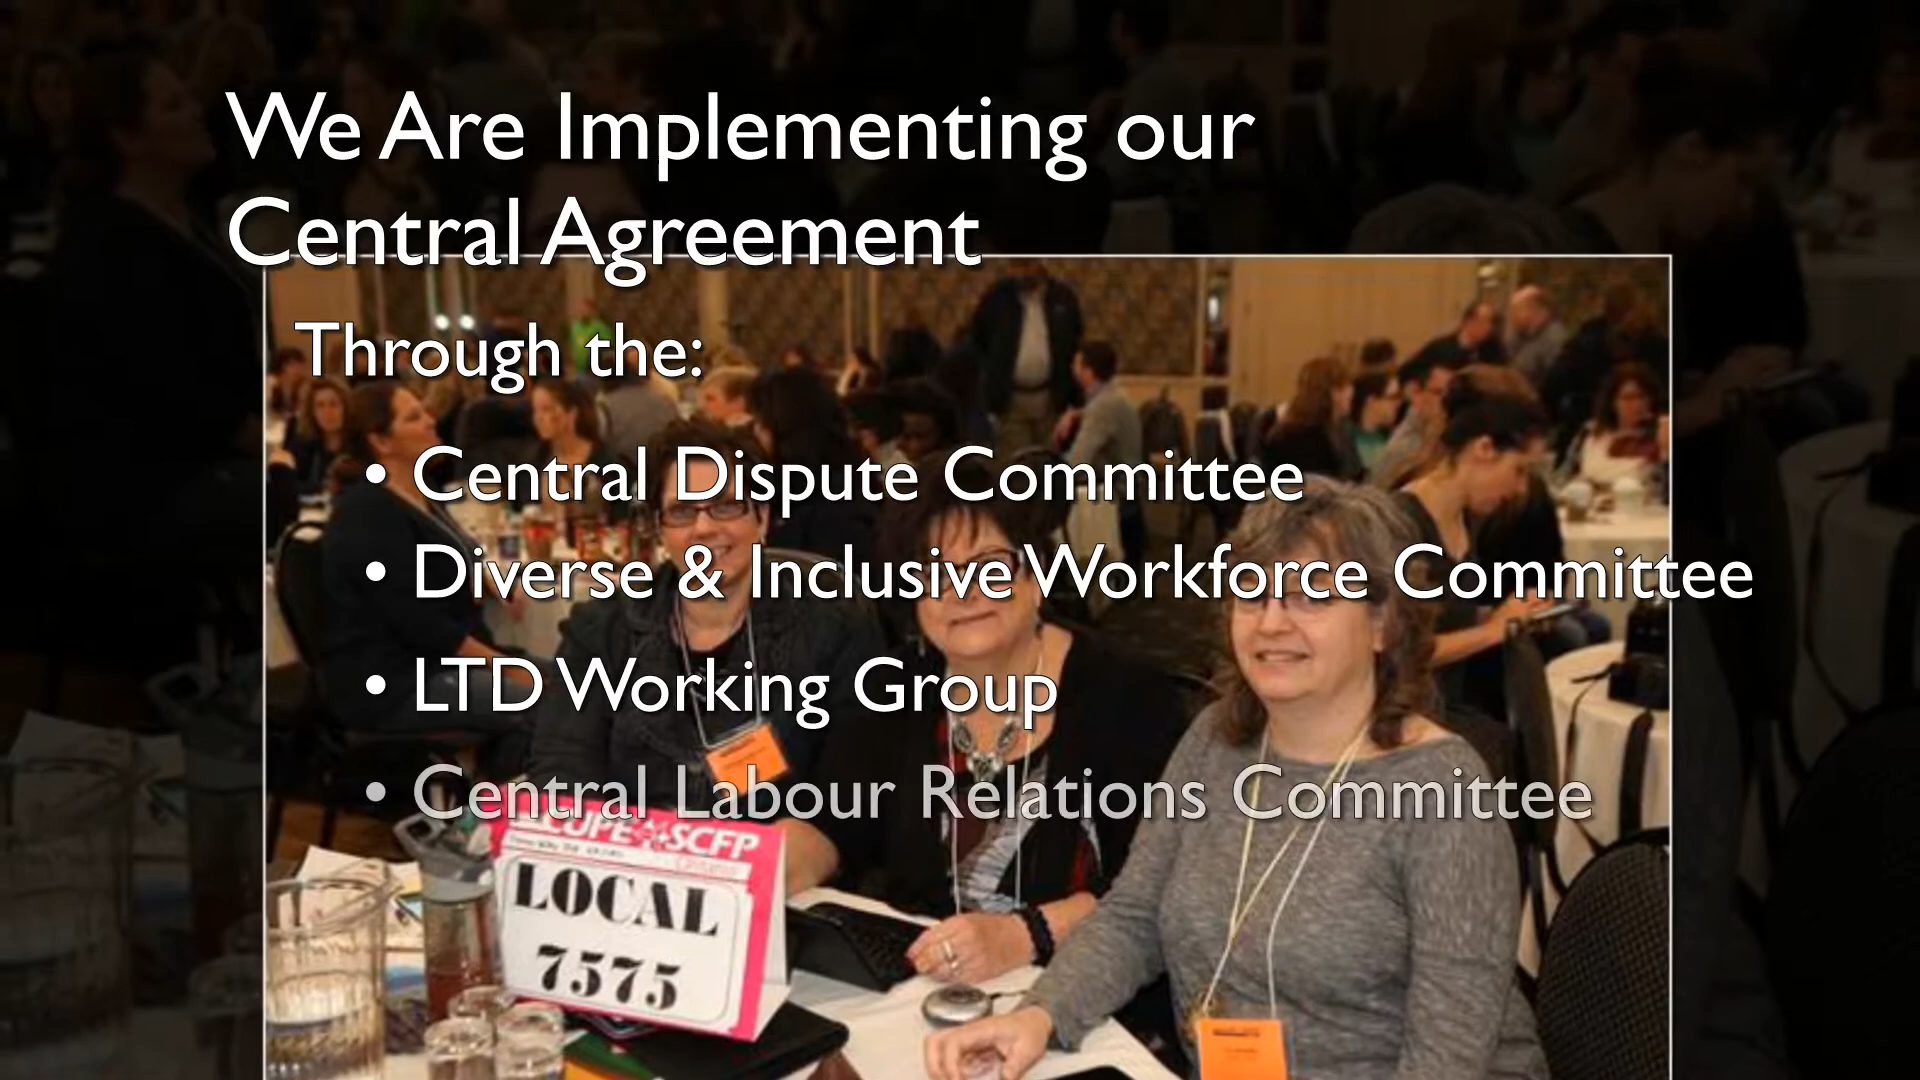 We Are Implementing our
Central Agreement
Through the:
• Central Dispute Committee
• Diverse & Inclusive Workforce Committee
• LTD Working Group
• Central Labour Relations Committee
CUPE SCFP
LOCAL
7575